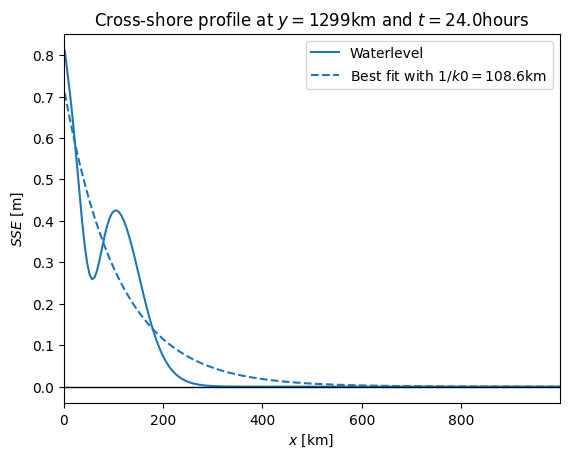 Cross-shore profile at y = 1299km and t = 24.0hours
Waterlevel
Best fit with 1/k0 = 108.6km
SSE [m]
0.8
0.7
0.6
0.5
0.4
0.3
0.2
0.1
0.0
0 200 400 600 800
x [km]